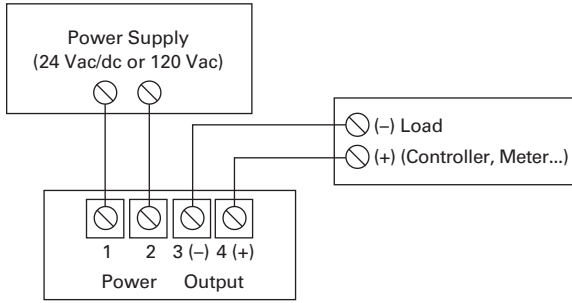 Power Supply
(24 Vac/dc or 120 Vac)
(–) Load
(+) (Controller, Meter...)
1 2 3 (–) 4 (+)
Power Output